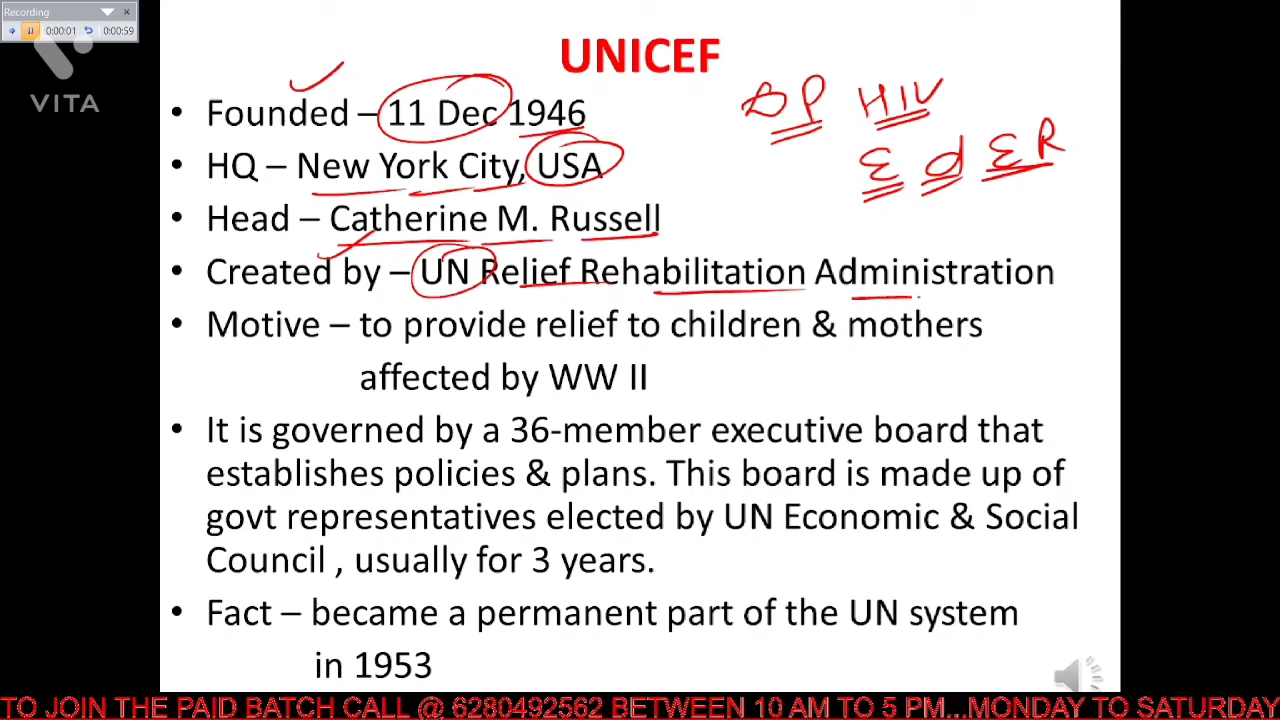 Recording
0:00:01 0:00:59
VITA
UNICEF
• Founded – 11 Dec 1946
DP HIV
• HQ – New York City, USA
E d ER
• Head – Catherine M. Russell
• Created by – UN Relief Rehabilitation Administration
• Motive – to provide relief to children & mothers
affected by WW II
• It is governed by a 36-member executive board that
establishes policies & plans. This board is made up of
govt representatives elected by UN Economic & Social
Council , usually for 3 years.
• Fact – became a permanent part of the UN system
in 1953
TO JOIN THE PAID BATCH CALL @ 6280492562 BETWEEN 10 AM TO 5 PM...MONDAY TO SATURDAY